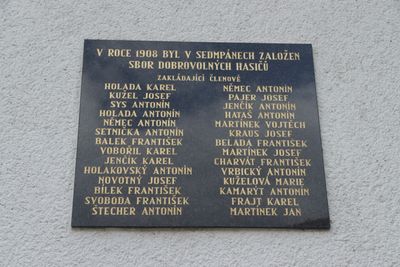 V ROCE 1908 BYL V SEDMPÁNECH ZALOŽEN
SBOR DOBROVOLNÝCH HASIČŮ
ZAKLÁDAJÍCÍ ČLENOVÉ
HOLADA KAREL
KUŽEL JOSEF
SYS ANTONÍN
HOLADA ANTONÍN
NĚMEC ANTONÍN
SETNIČKA ANTONÍN
BALEK FRANTIŠEK
VOBOŘIL KAREL
JENČÍK KAREL
HOLAKOVSKÝ ANTONÍN
NOVOTNÝ JOSEF
BÍLEK FRANTIŠEK
SVOBODA FRANTIŠEK
ŠTECHER ANTONÍN
NĚMEC ANTONÍN
PAJER JOSEF
JENČÍK ANTONÍN
HATAŠ ANTONÍN
MARTÍNEK VOJTĚCH
KRAUS JOSEF
BELADA FRANTIŠEK
MARTÍNEK JOSEF
CHARVÁT FRANTIŠEK
VRBICKÝ ANTONÍN
KUŽELOVÁ MARIE
KAMARÝT ANTONÍN
FRAJT KAREL
MARTÍNEK JAN